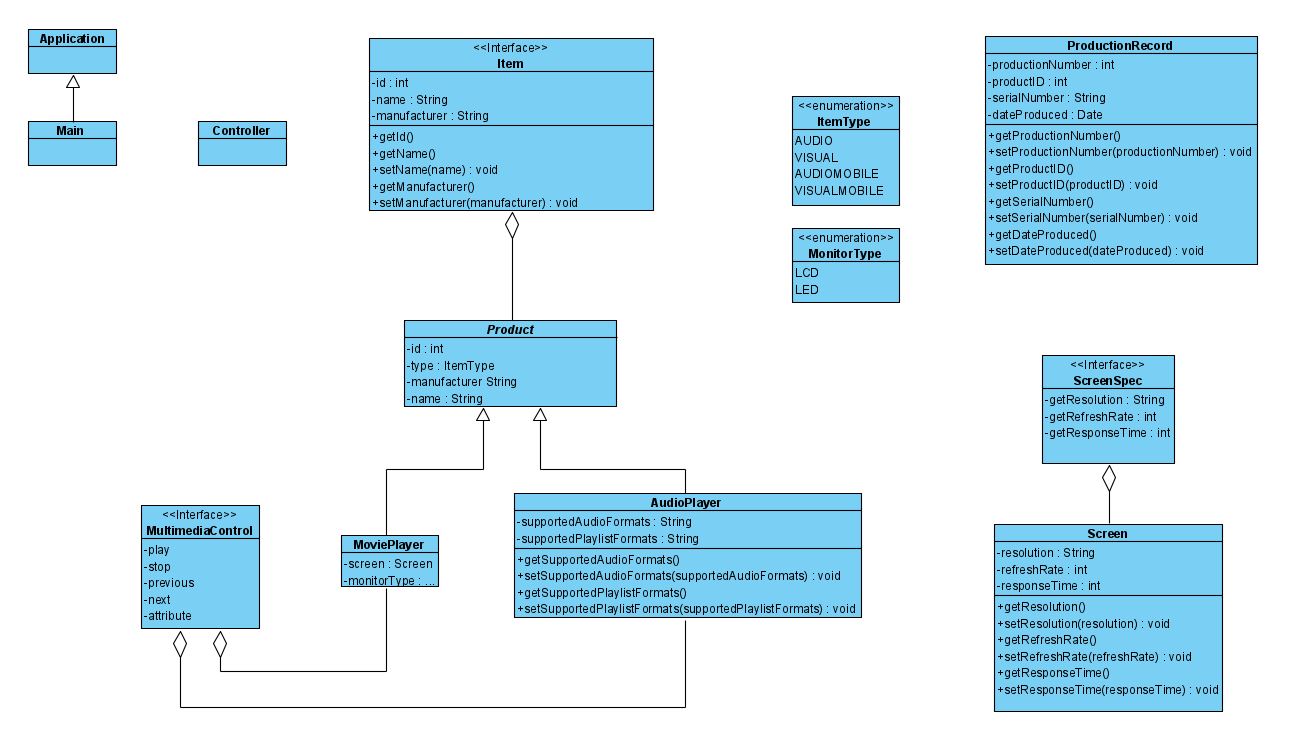 Application
Main
Controller
<<Interface>>
Item
-id : int
-name : String
-manufacturer : String
+getId()
+getName()
+setName(name) : void
+getManufacturer()
+setManufacturer(manufacturer) : void
<<enumeration>>
ItemType
AUDIO
VISUAL
AUDIOMOBILE
VISUALMOBILE
<<enumeration>>
MonitorType
LCD
LED
ProductionRecord
-productionNumber : int
-productID : int
-serialNumber : String
-dateProduced : Date
+getProductionNumber()
+setProductionNumber(productionNumber) : void
+getProductID()
+setProductID(productID) : void
+getSerialNumber()
+setSerialNumber(serialNumber) : void
+getDateProduced()
+setDateProduced(dateProduced) : void
Product
-id : int
-type : ItemType
-manufacturer String
-name : String
<<Interface>>
ScreenSpec
-getResolution : String
-getRefreshRate : int
-getResponseTime : int
<<Interface>>
MultimediaControl
-play
-stop
-previous
-next
-attribute
MoviePlayer
-screen : Screen
-monitorType : ...
AudioPlayer
-supportedAudioFormats : String
-supportedPlaylistFormats : String
+getSupportedAudioFormats()
+setSupportedAudioFormats(supportedAudioFormats) : void
+getSupportedPlaylistFormats()
+setSupportedPlaylistFormats(supportedPlaylistFormats) : void
Screen
-resolution : String
-refreshRate : int
-responseTime : int
+getResolution()
+setResolution(resolution) : void
+getRefreshRate()
+setRefreshRate(refreshRate) : void
+getResponseTime()
+setResponseTime(responseTime) : void